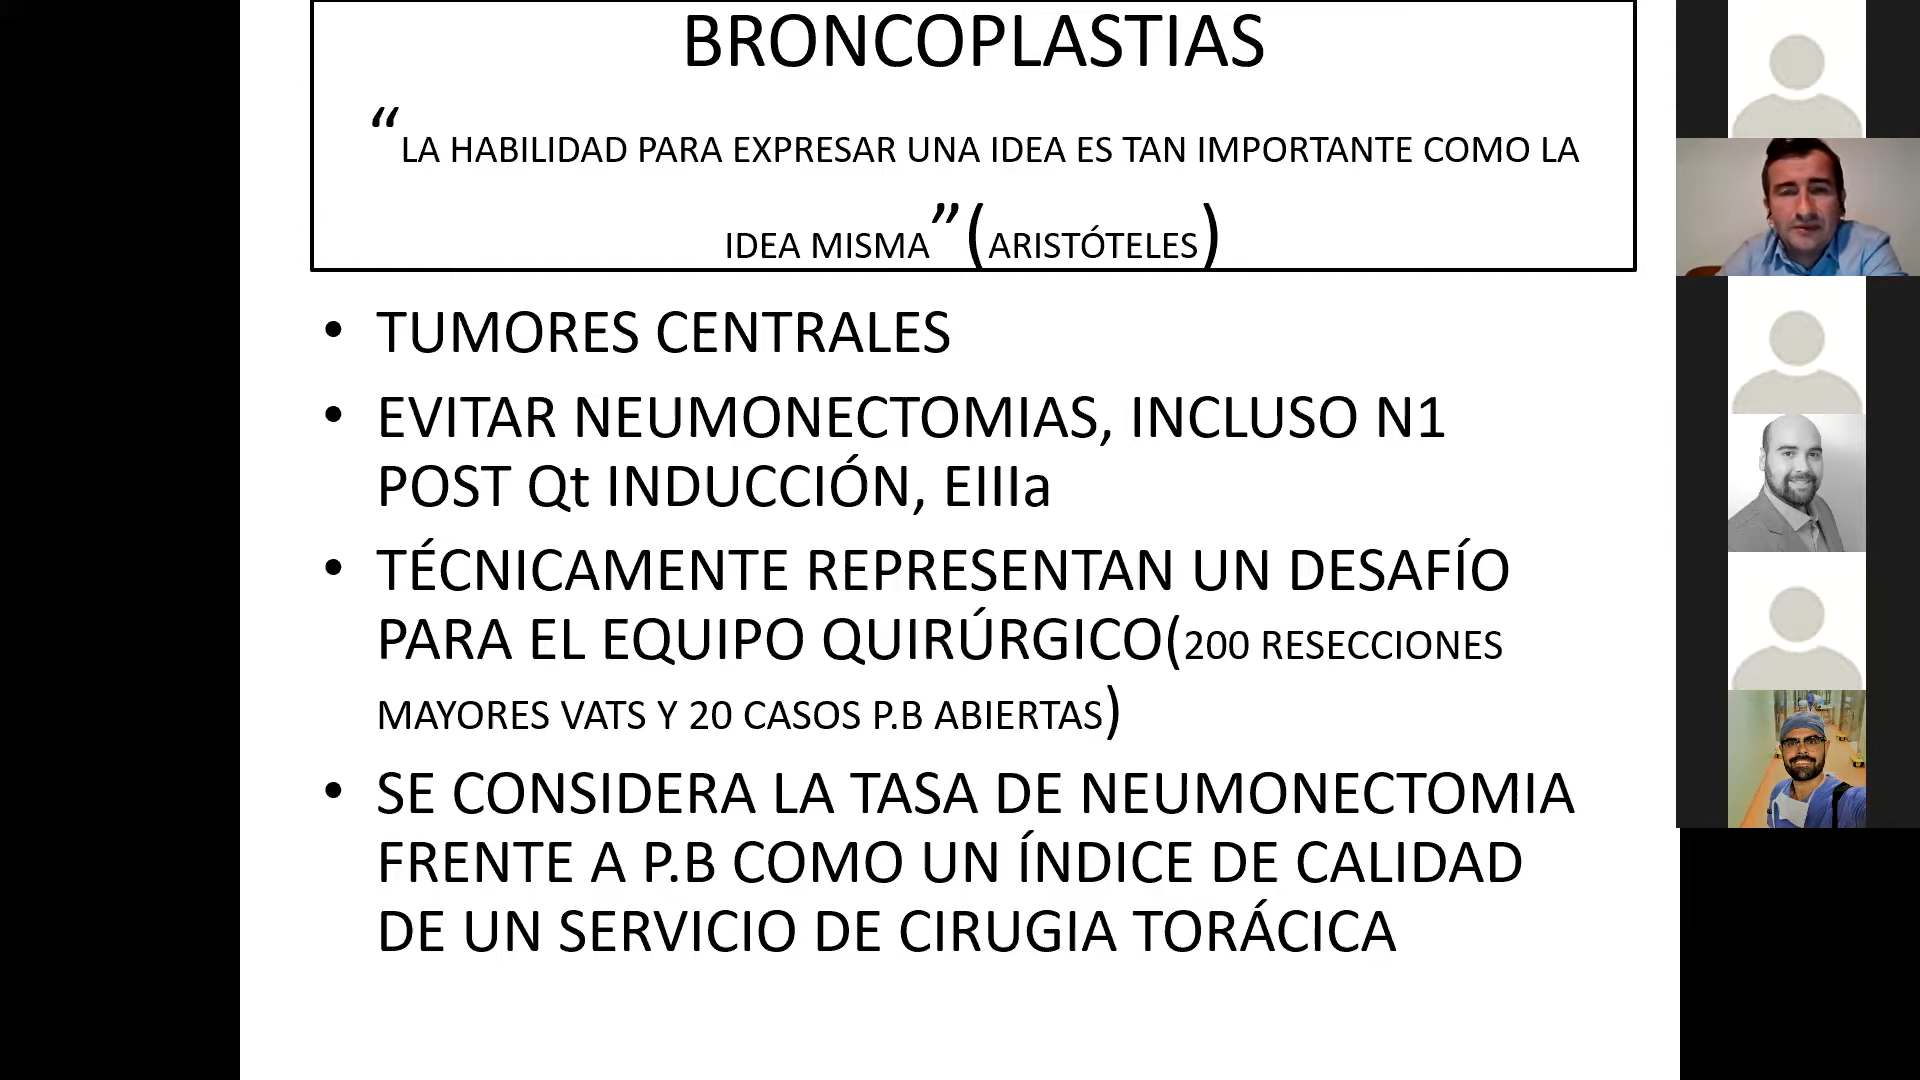 BRONCOPLASTIAS
“LA HABILIDAD PARA EXPRESAR UNA IDEA ES TAN IMPORTANTE COMO LA
IDEA MISMA”(ARISTÓTELES)
• TUMORES CENTRALES
• EVITAR NEUMONECTOMIAS, INCLUSO N1
POST Qt INDUCCIÓN, EIIIa
• TÉCNICAMENTE REPRESENTAN UN DESAFÍO
PARA EL EQUIPO QUIRÚRGICO(200 RESECCIONES
MAYORES VATS Y 20 CASOS P.B ABIERTAS)
• SE CONSIDERA LA TASA DE NEUMONECTOMIA
FRENTE A P.B COMO UN ÍNDICE DE CALIDAD
DE UN SERVICIO DE CIRUGIA TORÁCICA